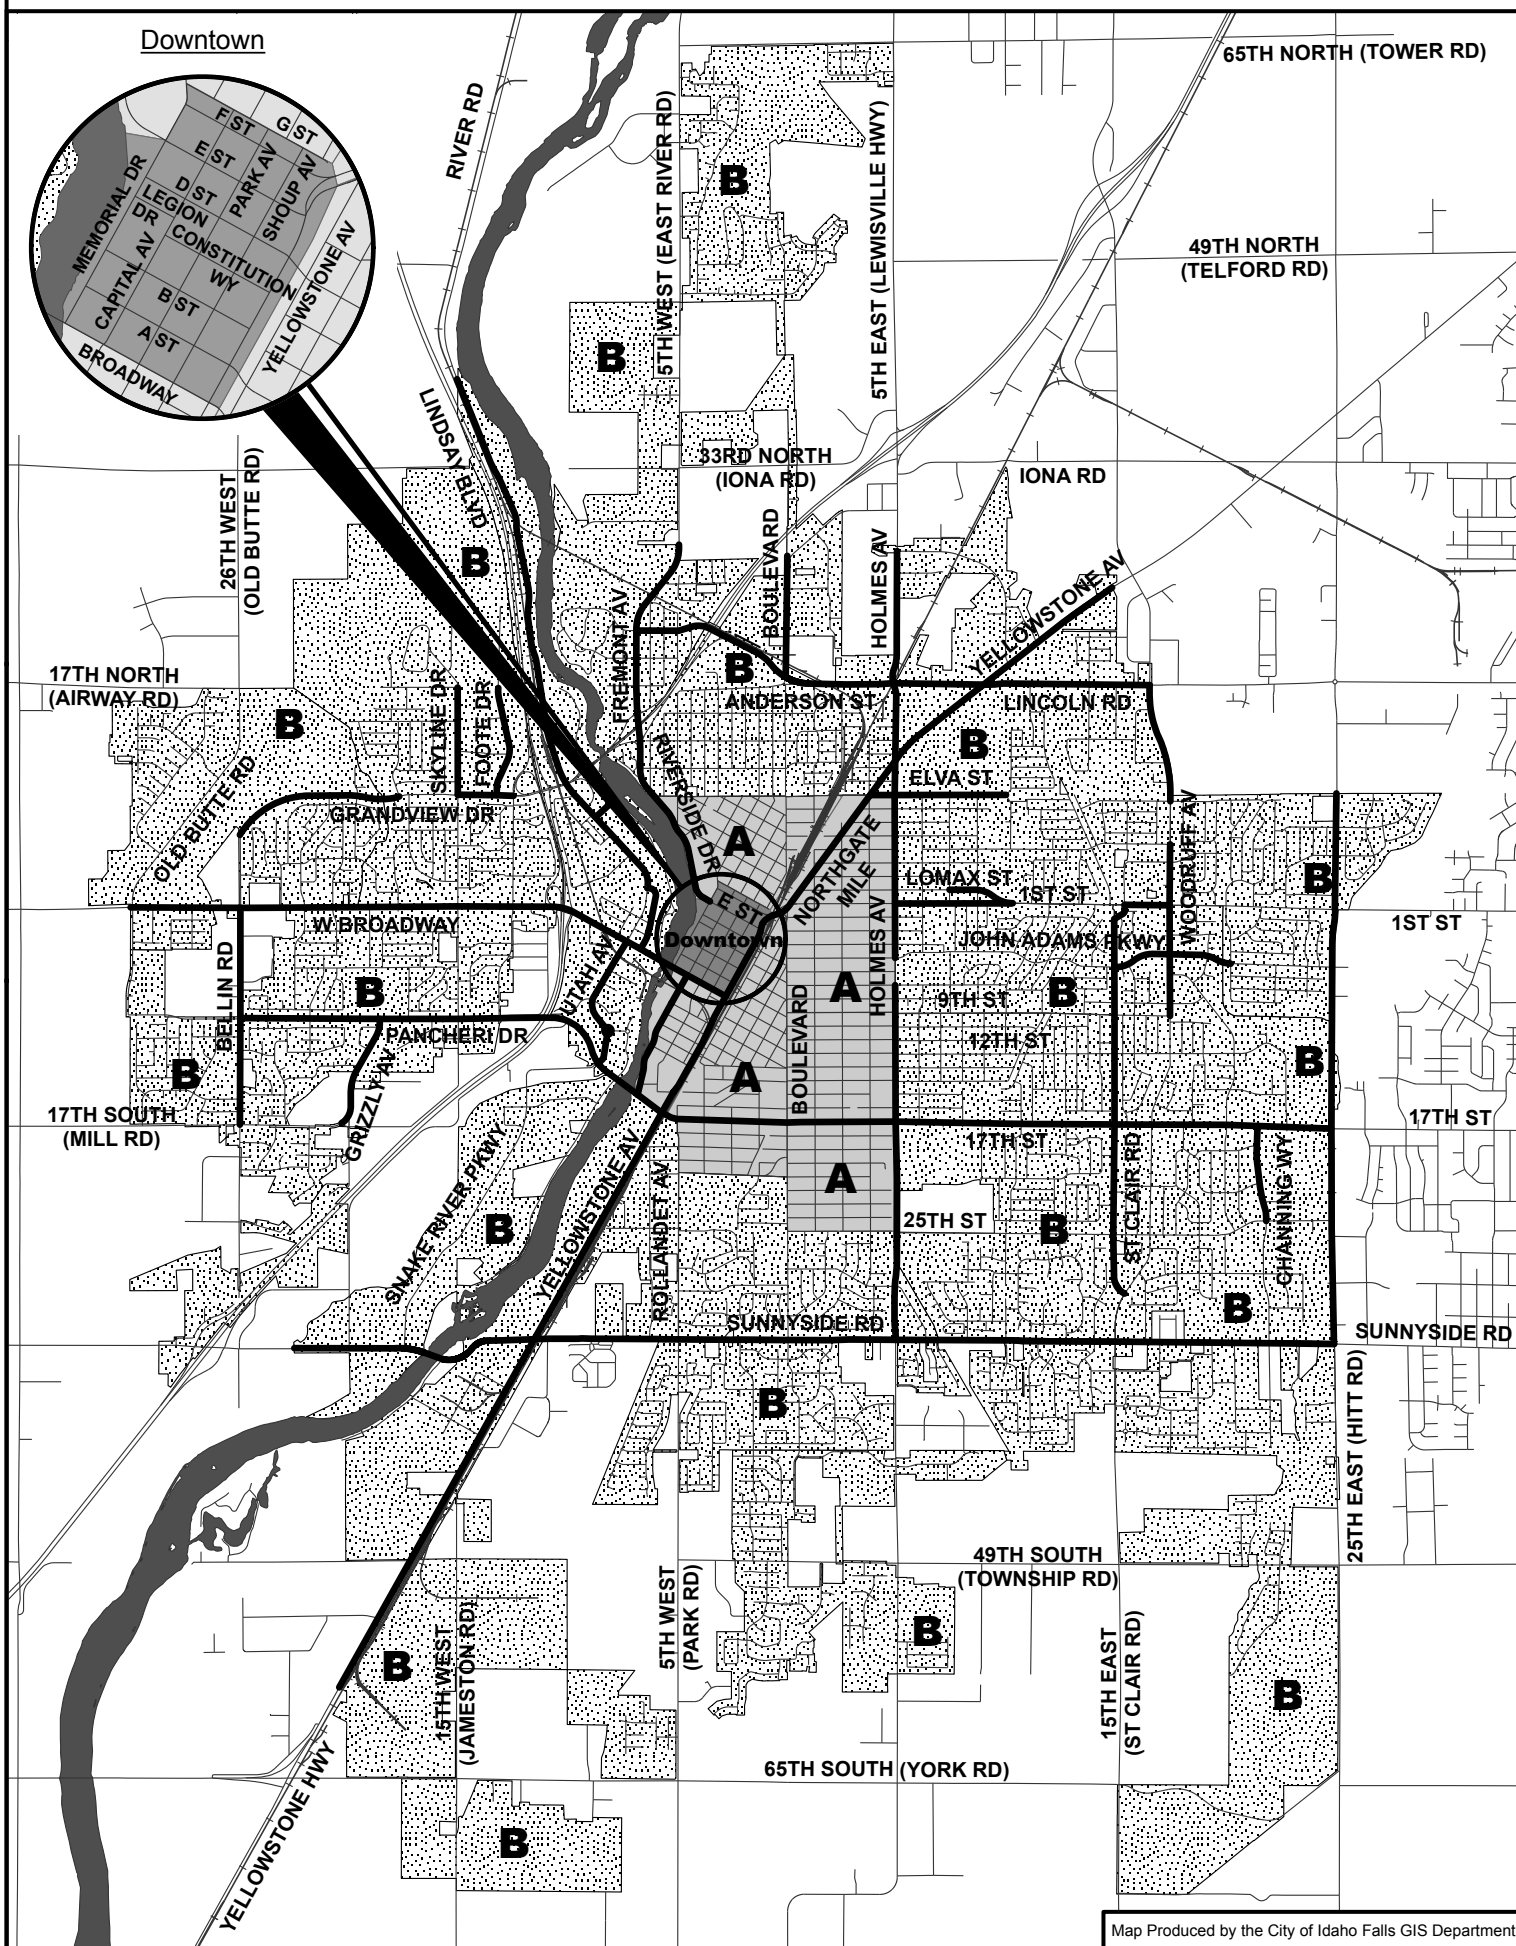 Downtown
F ST
G ST
E ST
PARK AV
SHOUP AV
D ST
LEGION
DR
MEMORIAL DR
CONSTITUTION
WY
CAPITAL AV
B ST
A ST
YELLOWSTONE AV
BROADWAY
RIVER RD
65TH NORTH (TOWER RD)
5TH WEST (EAST RIVER RD)
5TH EAST (LEWISVILLE HWY)
B
49TH NORTH
(TELFORD RD)
B
LINDSAY BLVD
33RD NORTH
(IONA RD)
IONA RD
26TH WEST
(OLD BUTTE RD)
B
BOULEVARD
HOLMES AV
YELLOWSTONE AV
FREMONT AV
17TH NORTH
(AIRWAY RD)
B
B
SKYLINE DR
FOOTE DR
ANDERSON ST
LINCOLN RD
B
RIVERSIDE DR
ELVA ST
OLD BUTTE RD
GRANDVIEW DR
A
NORTHGATE
MILE
WOODRUFF AV
LOMAX ST
1ST ST
B
E ST
W BROADWAY
1ST ST
Downtown
JOHN ADAMS PKWY
UTAH AV
BELLIN RD
B
A
HOLMES AV
9TH ST
B
PANCHERI DR
12TH ST
B
B
GRIZZLY AV
A
BOULEVARD
17TH SOUTH
(MILL RD)
17TH ST
17TH ST
SNAKE RIVER PKWY
YELLOWSTONE AV
ROLLANDET AV
A
ST CLAIR RD
CHANNING WY
B
25TH ST
B
B
SUNNYSIDE RD
SUNNYSIDE RD
B
25TH EAST (HITT RD)
49TH SOUTH
(TOWNSHIP RD)
5TH WEST
(PARK RD)
B
B
15TH WEST
(JAMESTON RD)
15TH EAST
(ST CLAIR RD)
B
65TH SOUTH (YORK RD)
YELLOWSTONE HWY
B
Map Produced by the City of Idaho Falls GIS Department